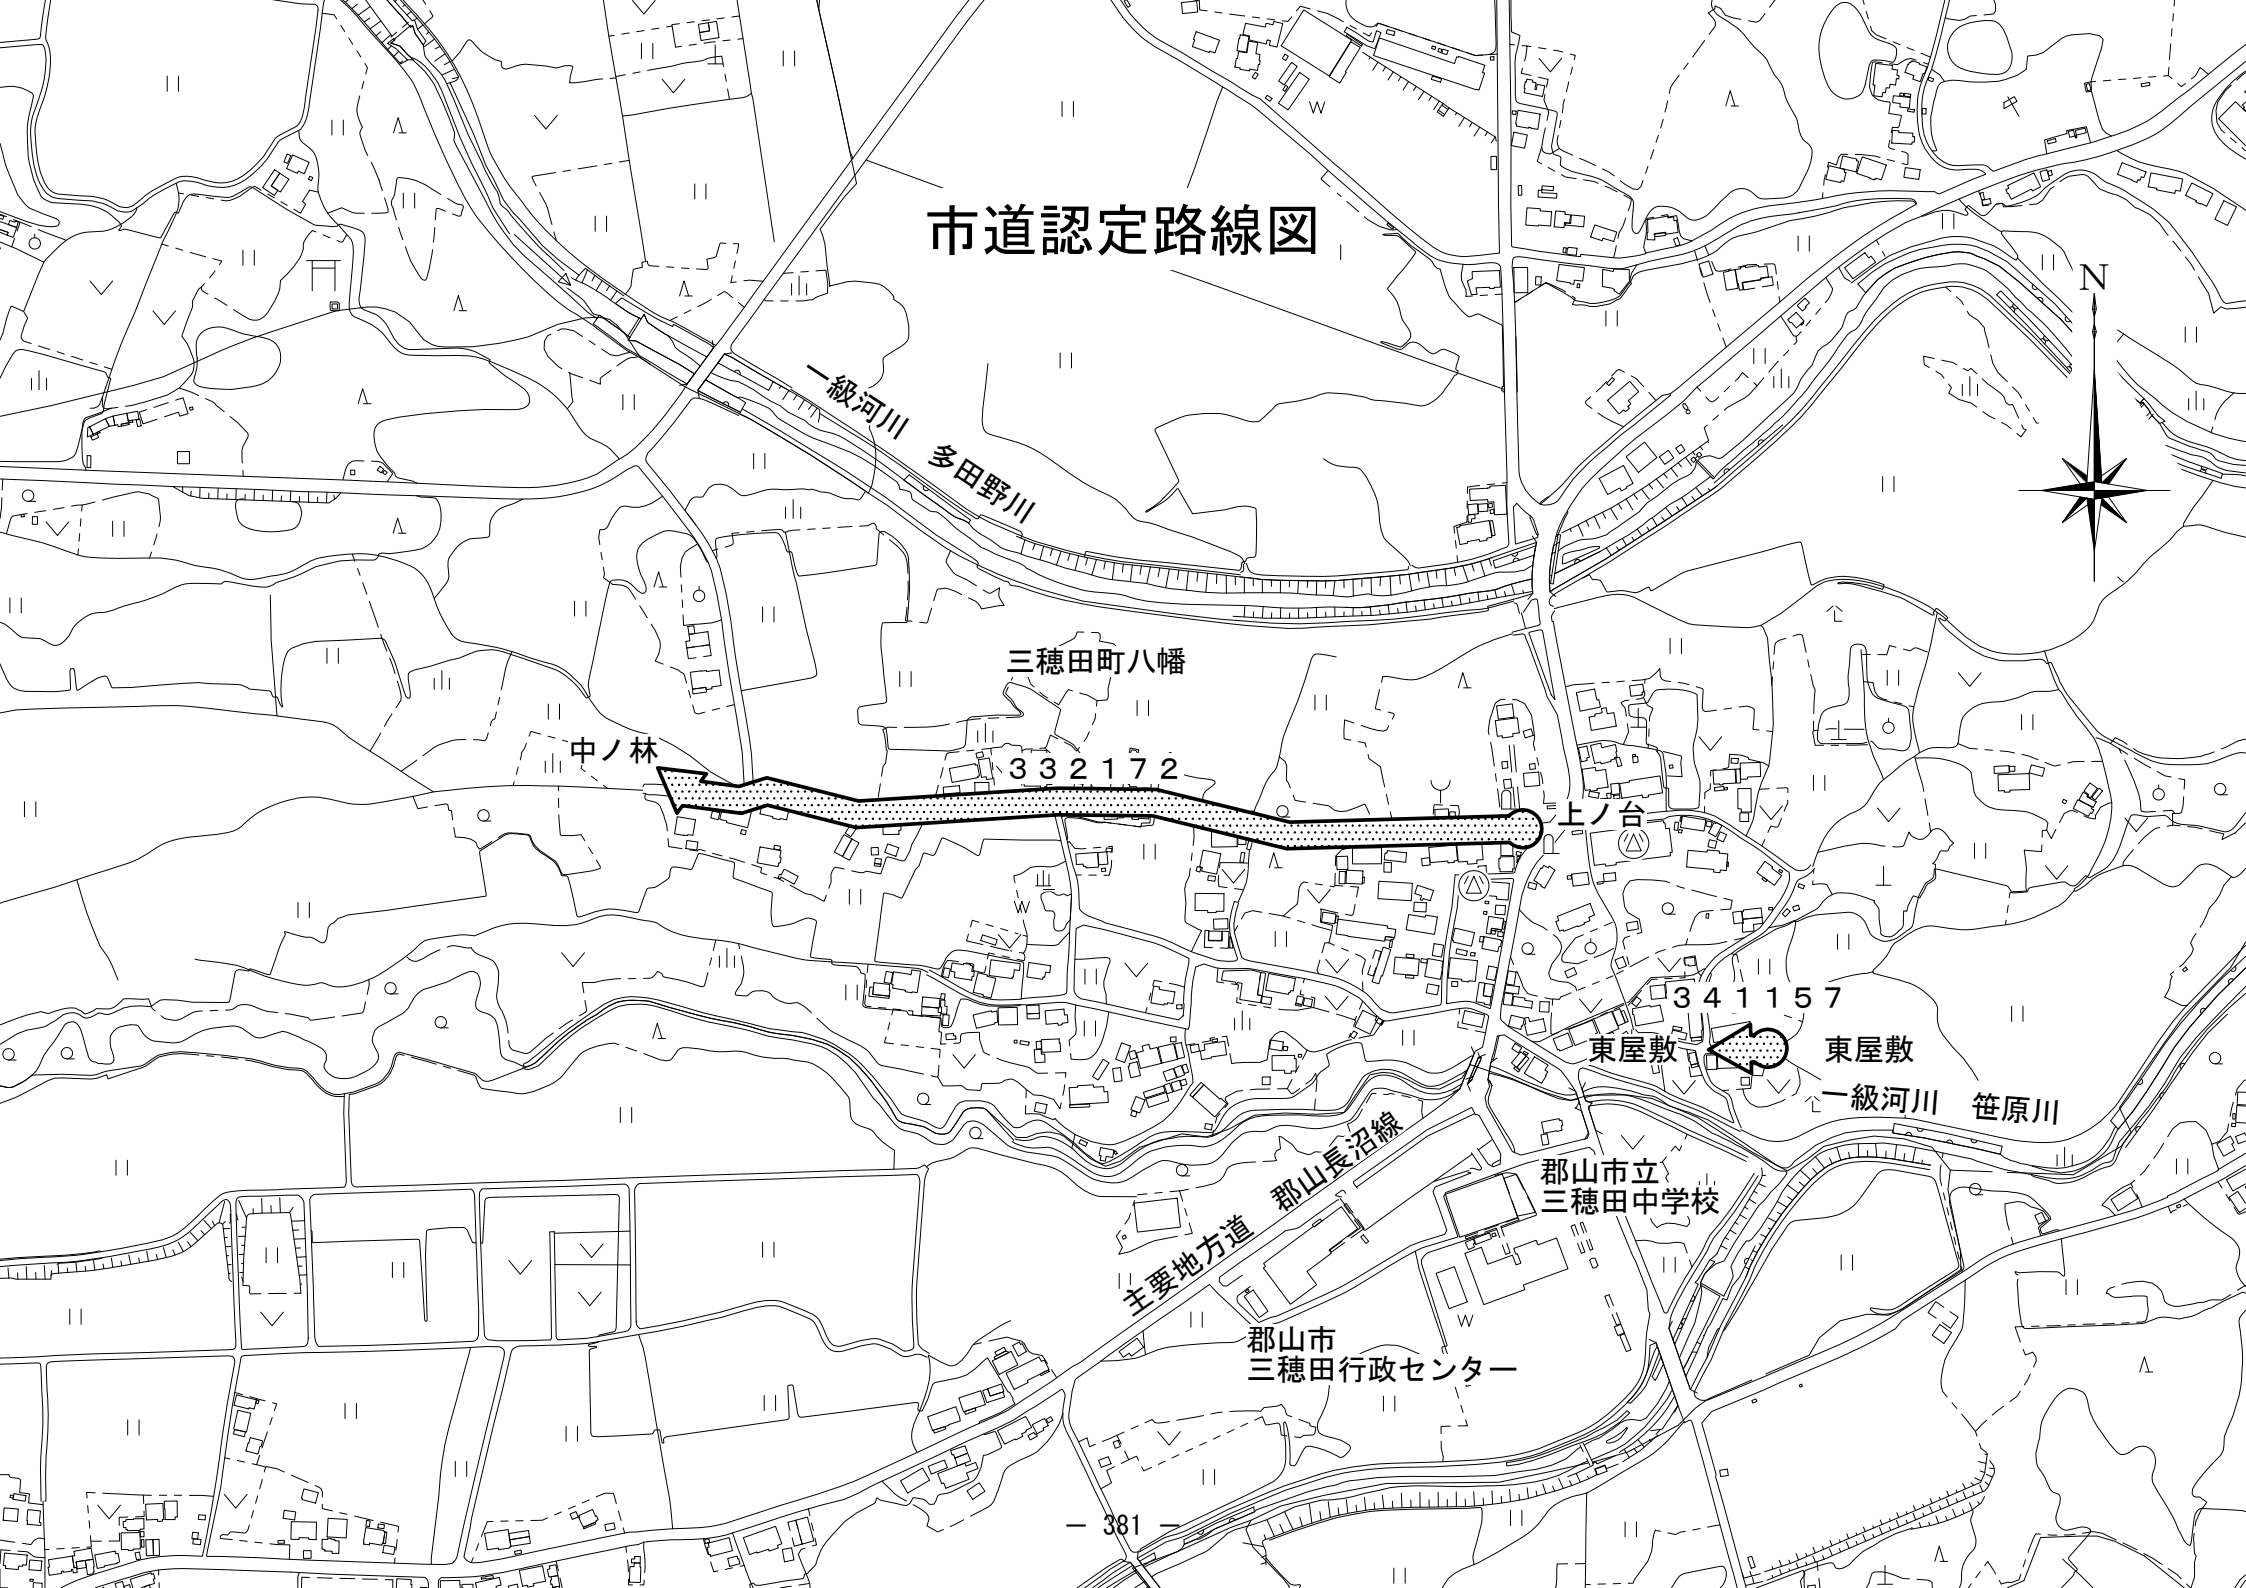 市道認定路線図
N
一級河川　多田野川
三穂田町八幡
中ノ林
３３２１７２
上ノ台
３４１１５７
東屋敷
東屋敷
一級河川　笹原川
主要地方道　郡山長沼線
郡山市立
三穂田中学校
郡山市
三穂田行政センター
－ 381 －